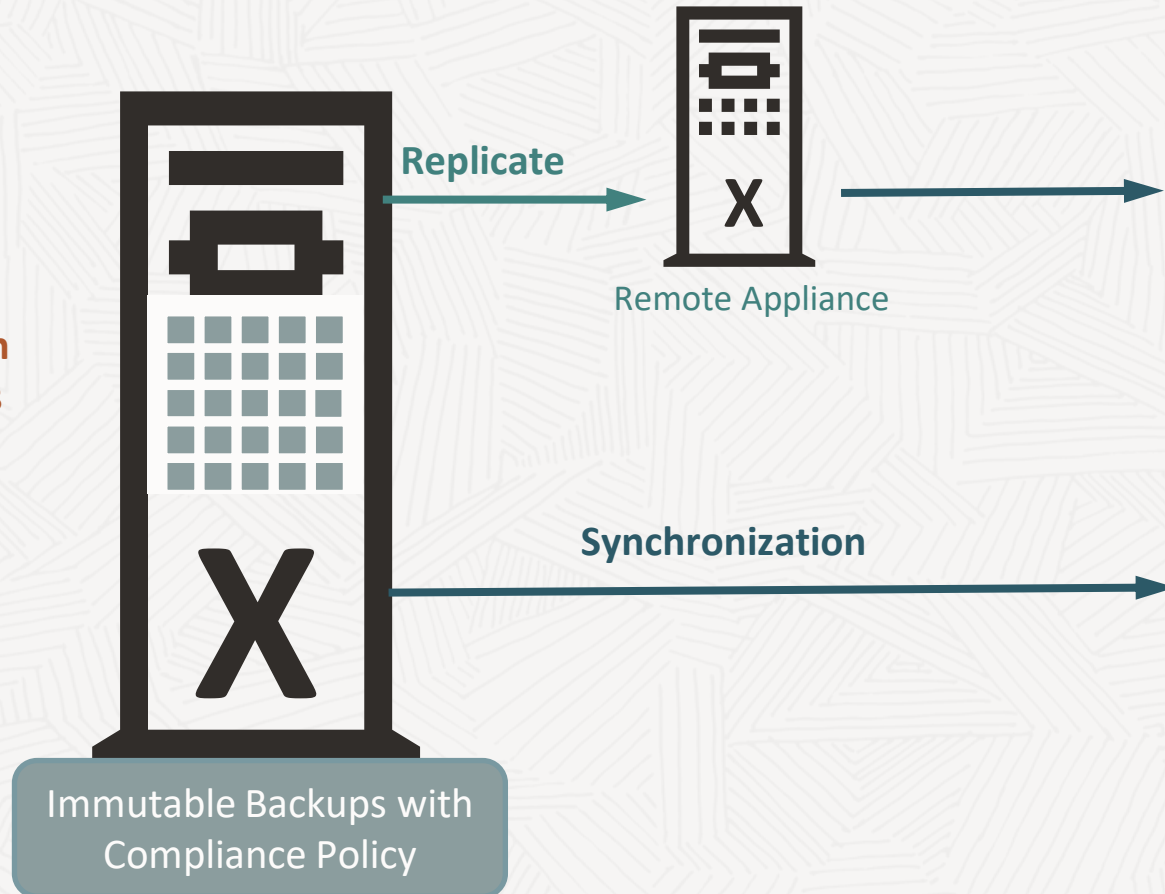 Replicate
X
Remote Appliance
Synchronization
X
Immutable Backups with
Compliance Policy